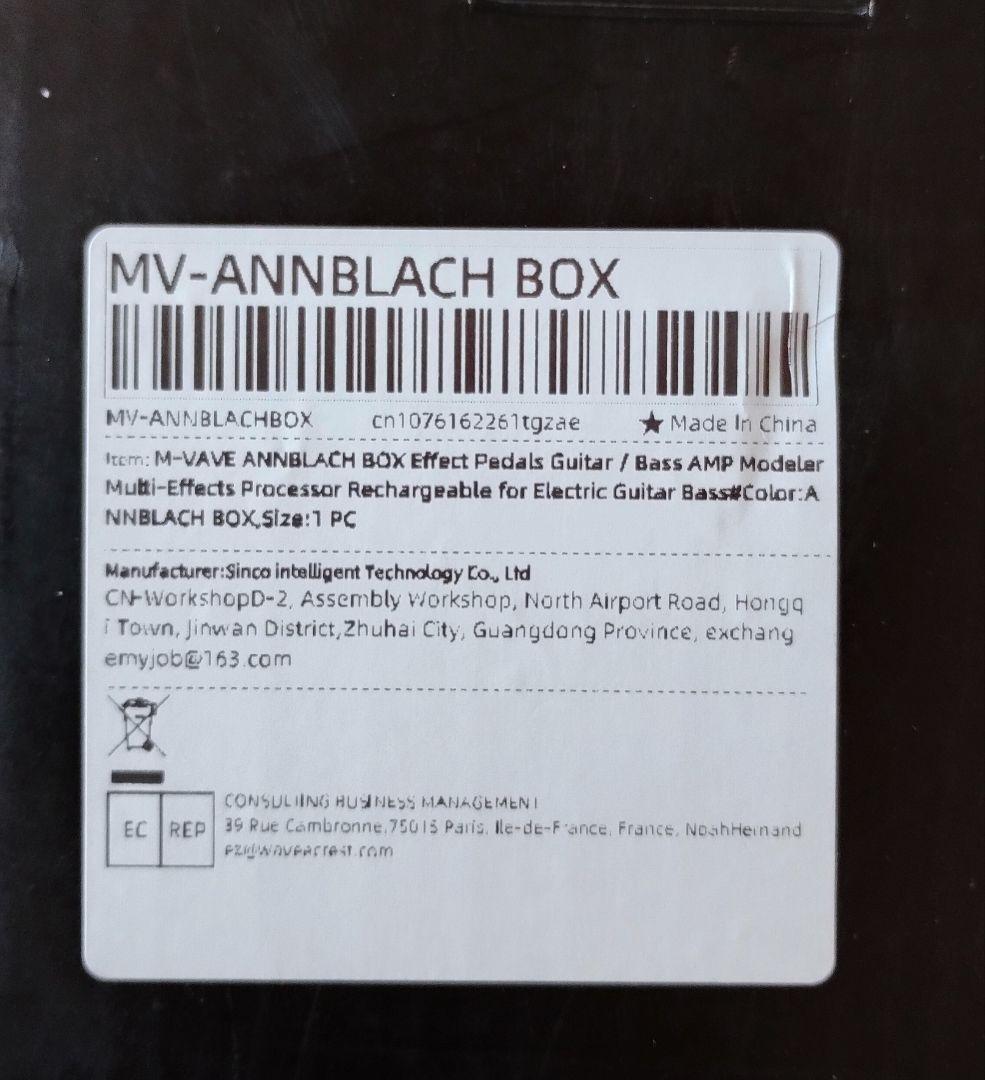 MV-ANNBLACH BOX
MV-ANNBLACHBOX cn1076162261tgzae ★ Made In China
Item: M-VAVE ANNBLACH BOX Effect Pedals Guitar / Bass AMP Modeler
Multi-Effects Processor Rechargeable for Electric Guitar Bass#Color:A
NNBLACH BOX,Size:1 PC
Manufacturer:Sinco intelligent Technology Co., Ltd
CN-WorkshopD-2, Assembly Workshop, North Airport Road, Hongq
i Town, Jinwan District,Zhuhai City, Guangdong Province, exchang
emyjob@163.com
EC REP
CONSULTING BUSINESS MANAGEMENT
39 Rue Cambronne,75015 Paris, Ile-de-France, France, NoahHernand